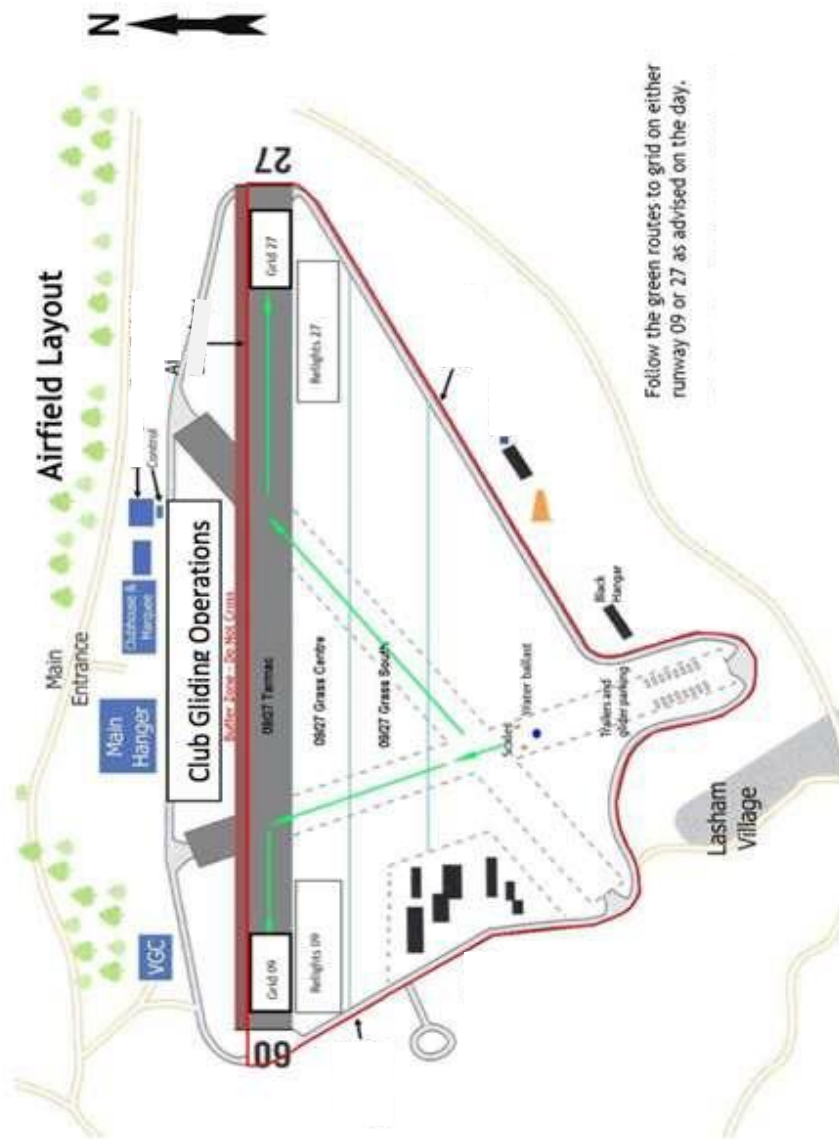 Airfield Layout
N
Main
Entrance
Main
Hanger
Clubhouse &
Marquee
Control
VGC
Al
Club Gliding Operations
Buffer Zone - Do Not Cross
09
27
Grid 09
09/27 Tarmac
Grid 27
Relights 09
09/27 Grass Centre
Relights 27
09/27 Grass South
Scales
Water ballast
Black
Hangar
Trailers and
glider parking
Lasham
Village
Follow the green routes to grid on either
runway 09 or 27 as advised on the day.